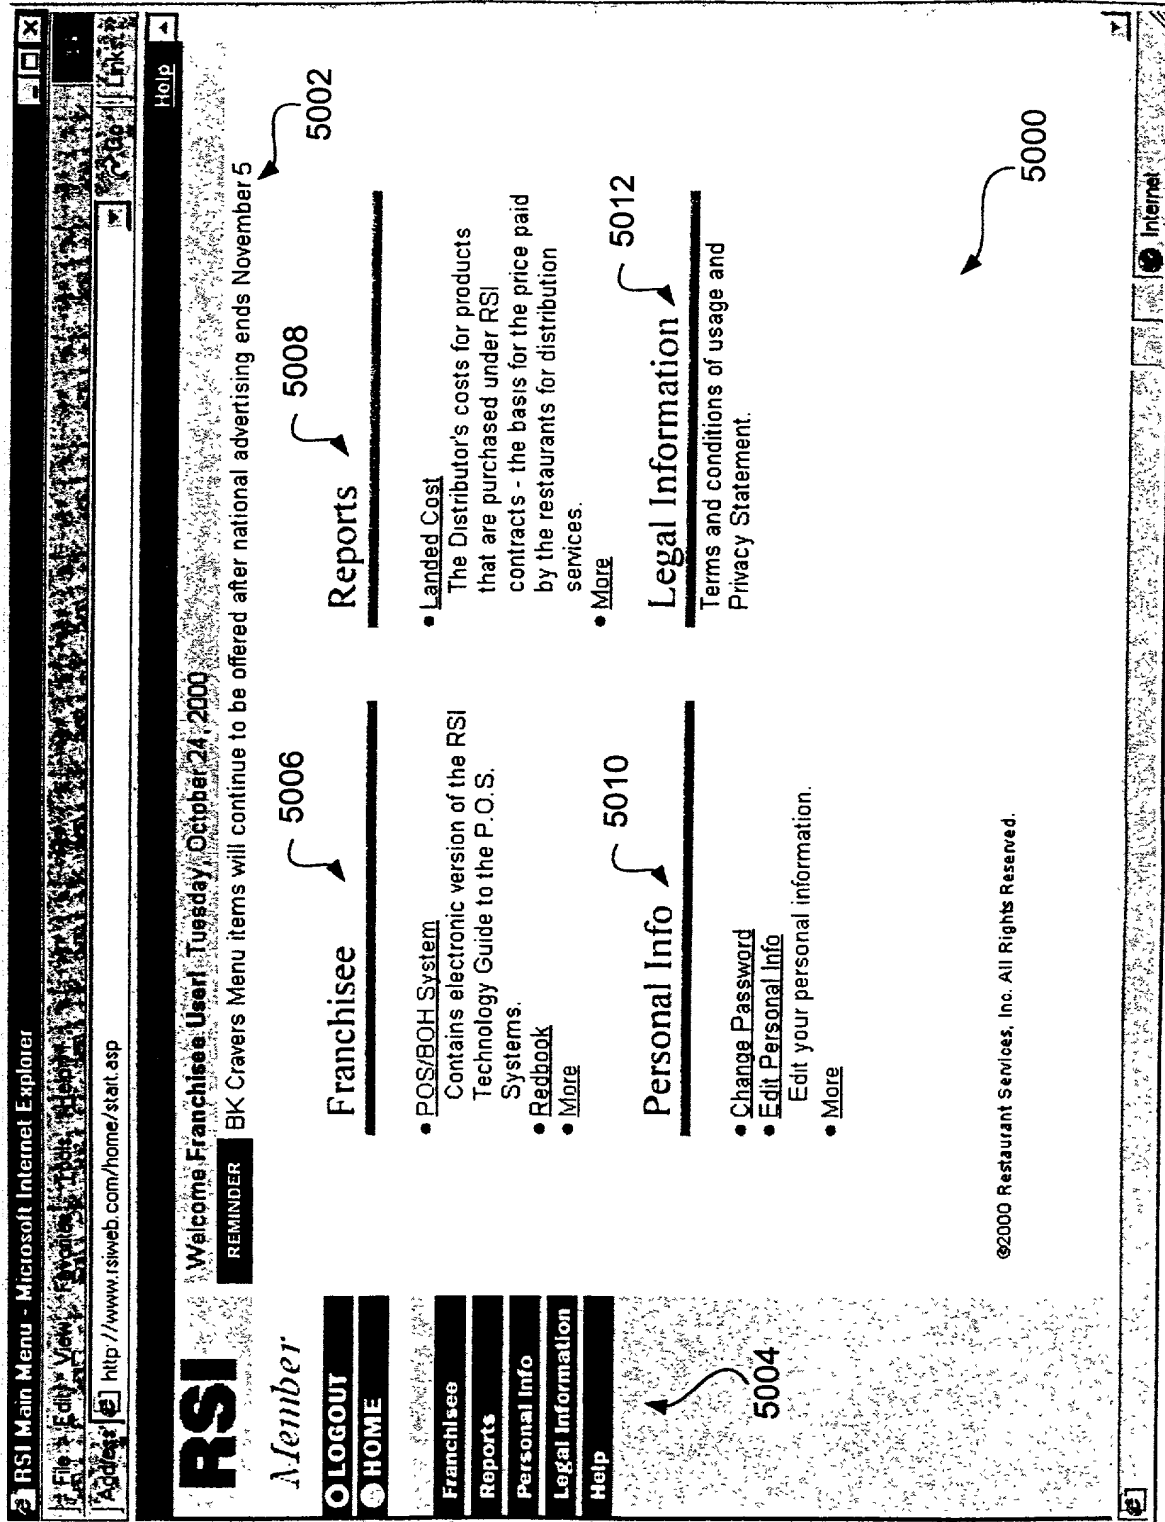 RSI Main Menu - Microsoft Internet Explorer
File Edit View Favorites Tools Help
Address http://www.rsiweb.com/home/start.asp Go Links »
Help
RSI
Welcome Franchisee User! Tuesday, October 24, 2000
REMINDER BK Cravers Menu items will continue to be offered after national advertising ends November 5
5002
Member
LOGOUT
HOME
Franchisee
Reports
Personal Info
Legal Information
Help
5004
Franchisee
5006
• POS/BOH System
Contains electronic version of the RSI
Technology Guide to the P.O.S.
Systems.
• Redbook
• More
Reports
5008
• Landed Cost
The Distributor's costs for products
that are purchased under RSI
contracts - the basis for the price paid
by the restaurants for distribution
services.
• More
Personal Info
5010
• Change Password
• Edit Personal Info
Edit your personal information.
• More
Legal Information
5012
Terms and conditions of usage and
Privacy Statement.
5000
©2000 Restaurant Services, Inc. All Rights Reserved.
Internet